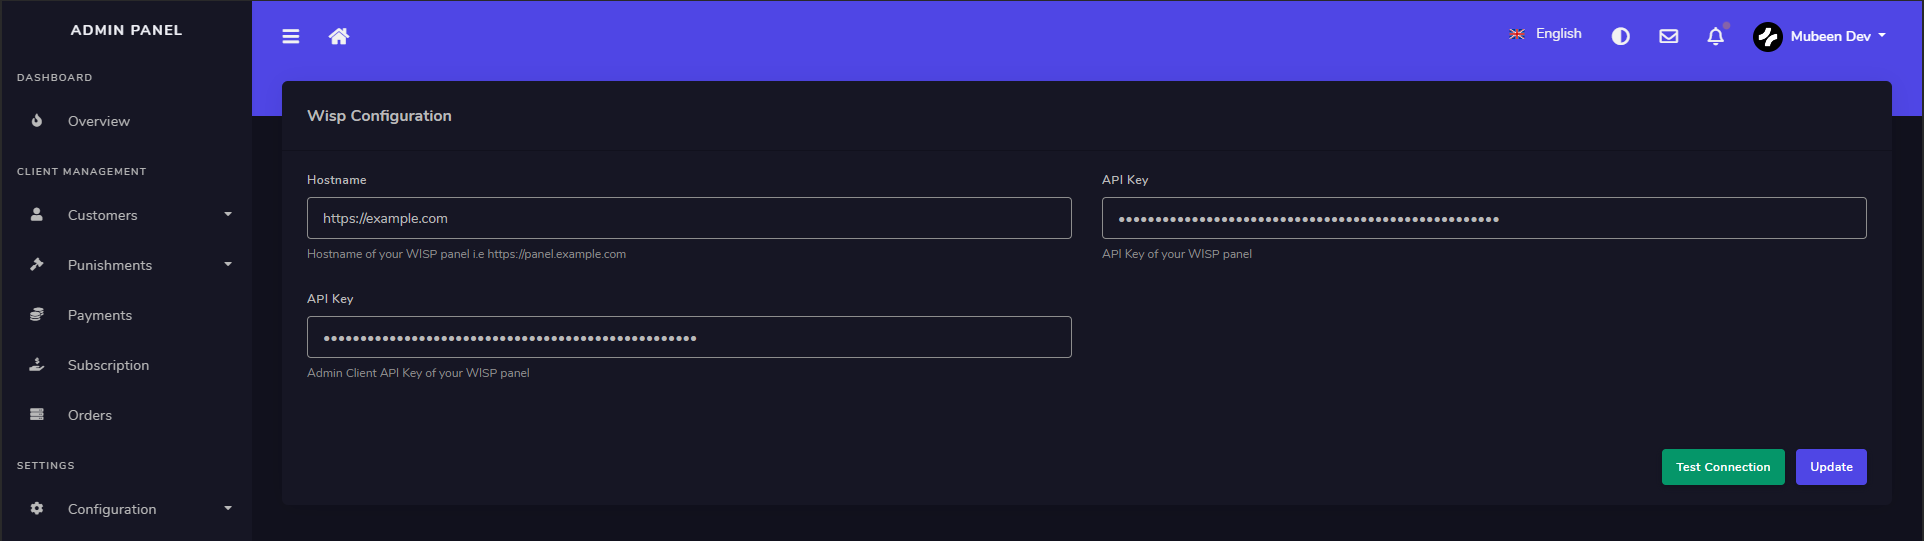 ADMIN PANEL
English
Mubeen Dev
DASHBOARD
Overview
CLIENT MANAGEMENT
Customers
Punishments
Payments
Subscription
Orders
SETTINGS
Configuration
Wisp Configuration
Hostname
https://example.com
Hostname of your WISP panel i.e https://panel.example.com
API Key
API Key of your WISP panel
API Key
Admin Client API Key of your WISP panel
Test Connection
Update